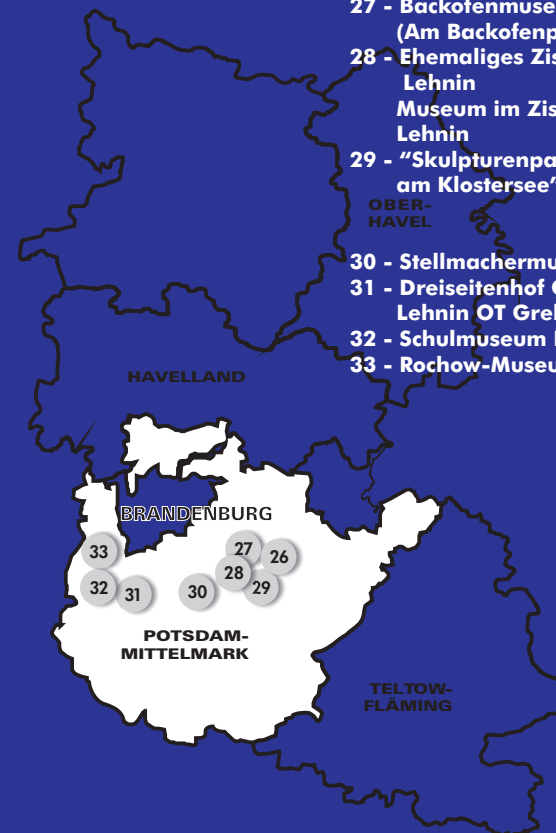 27 - Backofenmuse
(Am Backofenp
28 - Ehemaliges Zis
Lehnin
Museum im Zis
Lehnin
29 - “Skulpturenpa
am Klostersee”
OBER-
HAVEL
30 - Stellmachermu
31 - Dreiseitenhof G
Lehnin OT Greb
32 - Schulmuseum
33 - Rochow-Museu
HAVELLAND
BRANDENBURG
33
27
26
28
32
31
30
29
POTSDAM-
MITTELMARK
TELTOW-
FLÄMING